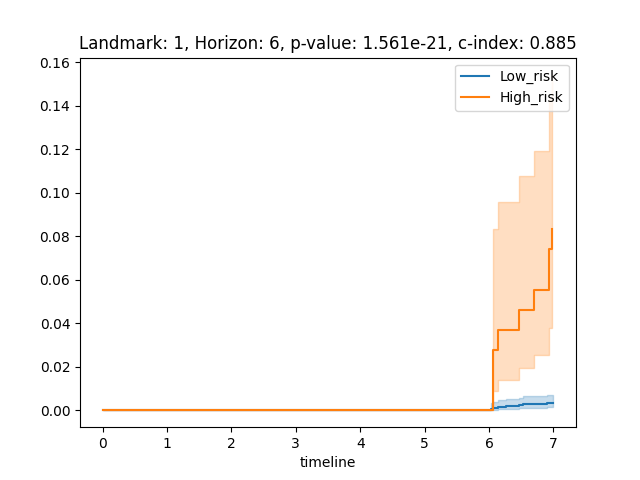 Landmark: 1, Horizon: 6, p-value: 1.561e-21, c-index: 0.885
0.16
0.14
0.12
0.10
0.08
0.06
0.04
0.02
0.00
Low_risk
High_risk
0 1 2 3 4 5 6 7
timeline